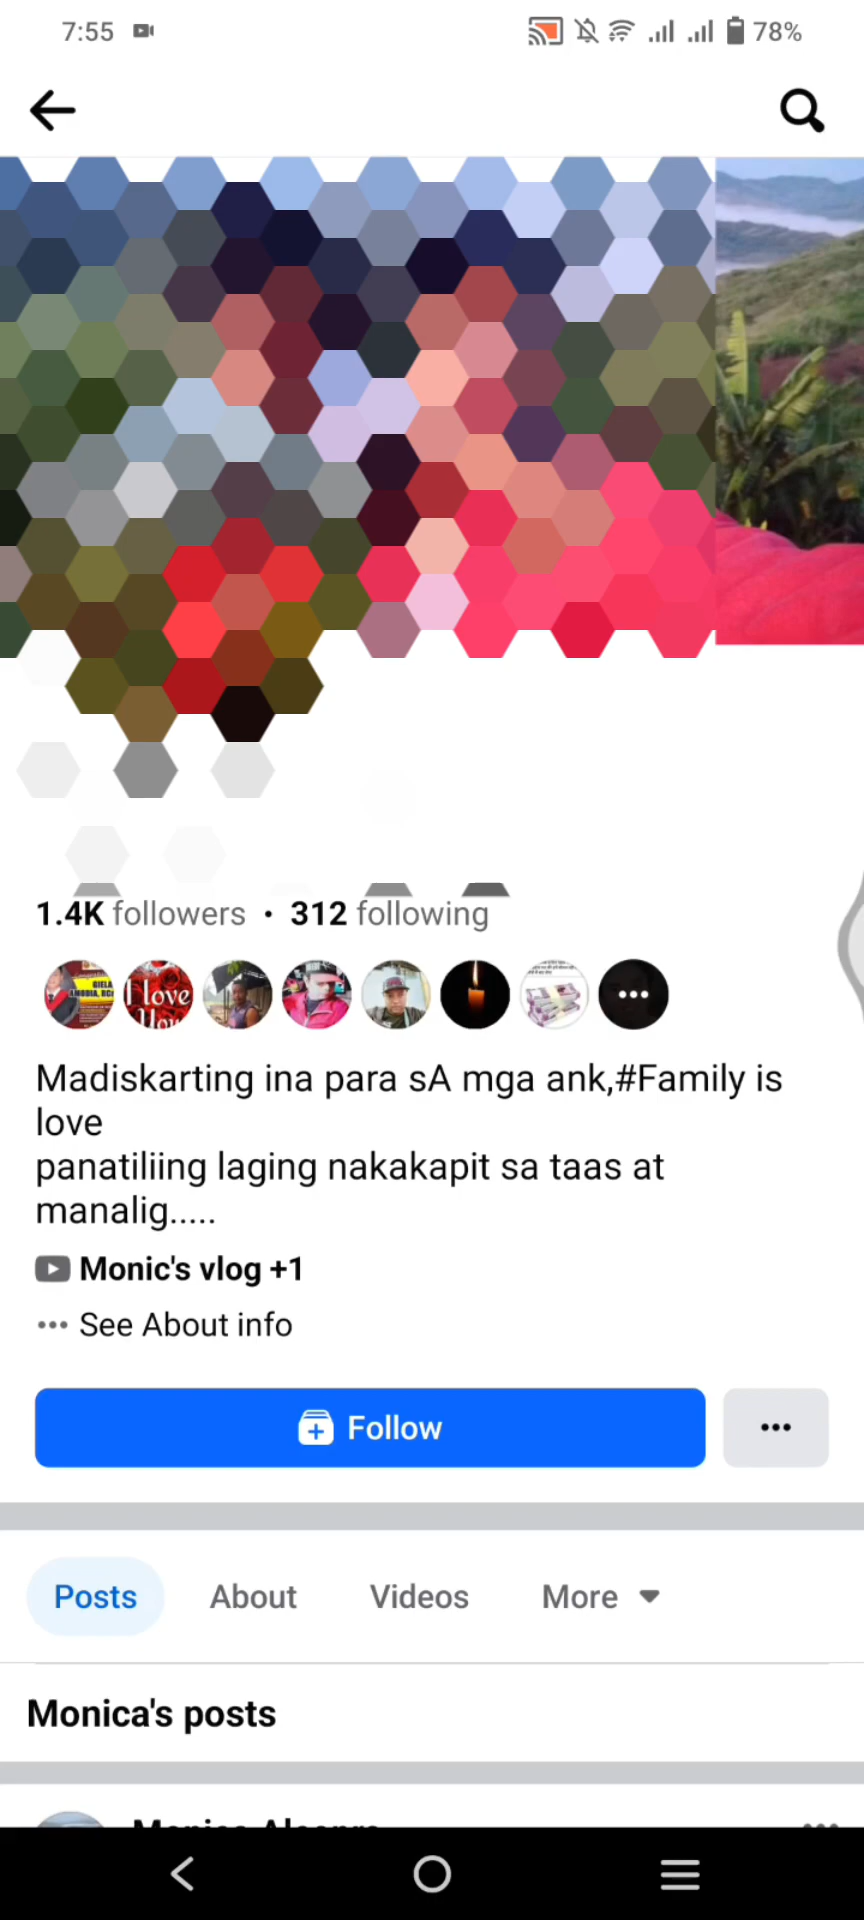 7:55
78%
1.4K followers • 312 following
I love
You
Madiskarting ina para sA mga ank,#Family is
love
panatiliing laging nakakapit sa taas at
manalig.....
Monic's vlog +1
••• See About info
Follow
Posts
About
Videos
More
Monica's posts